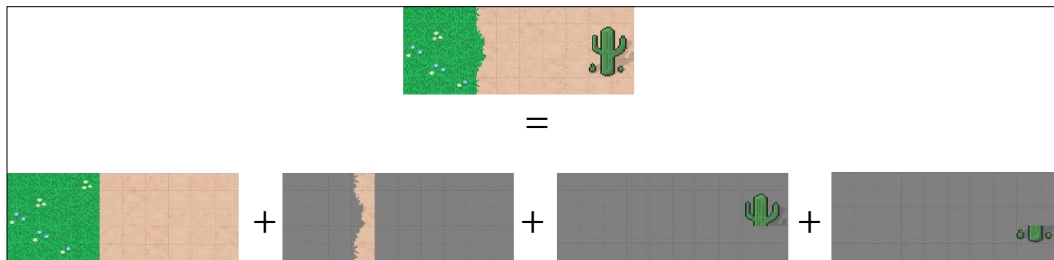 =
+ + +